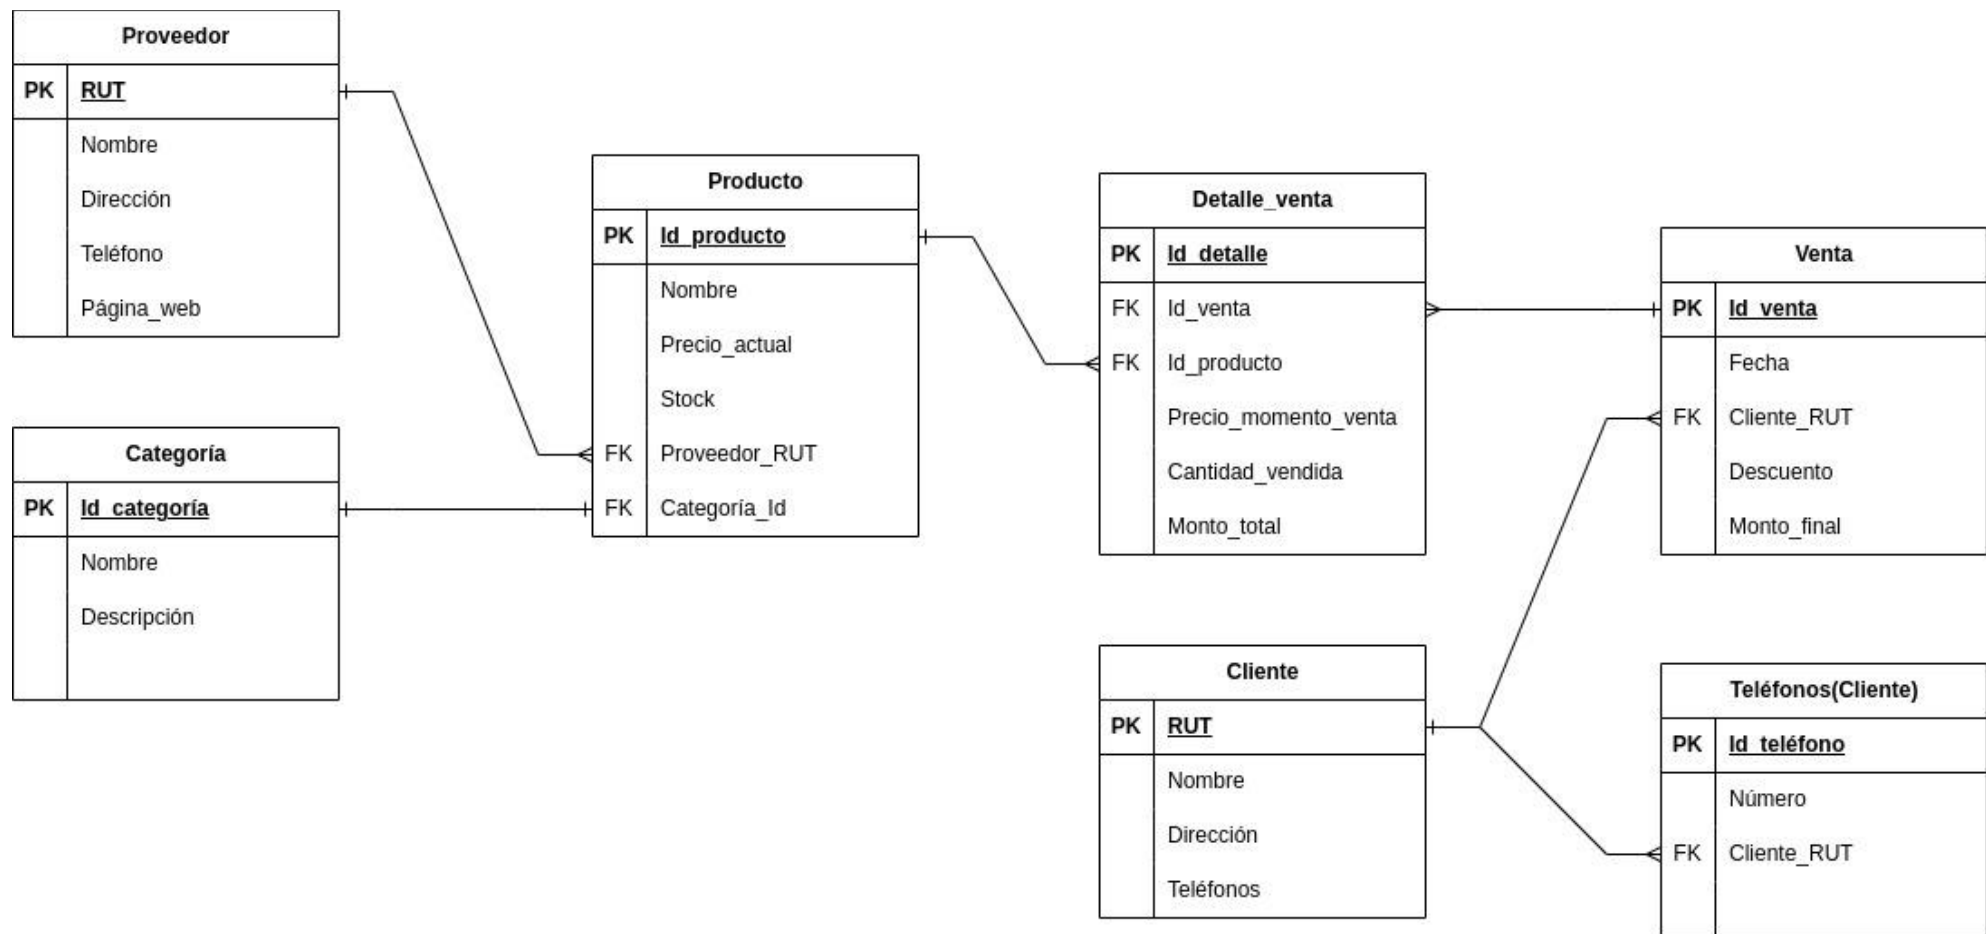 Proveedor
PK RUT
Nombre
Dirección
Teléfono
Página_web
Categoría
PK Id_categoría
Nombre
Descripción
Producto
PK Id_producto
Nombre
Precio_actual
Stock
FK Proveedor_RUT
FK Categoría_Id
Detalle_venta
PK Id_detalle
FK Id_venta
FK Id_producto
Precio_momento_venta
Cantidad_vendida
Monto_total
Venta
PK Id_venta
Fecha
FK Cliente_RUT
Descuento
Monto_final
Cliente
PK RUT
Nombre
Dirección
Teléfonos
Teléfonos(Cliente)
PK Id_teléfono
Número
FK Cliente_RUT